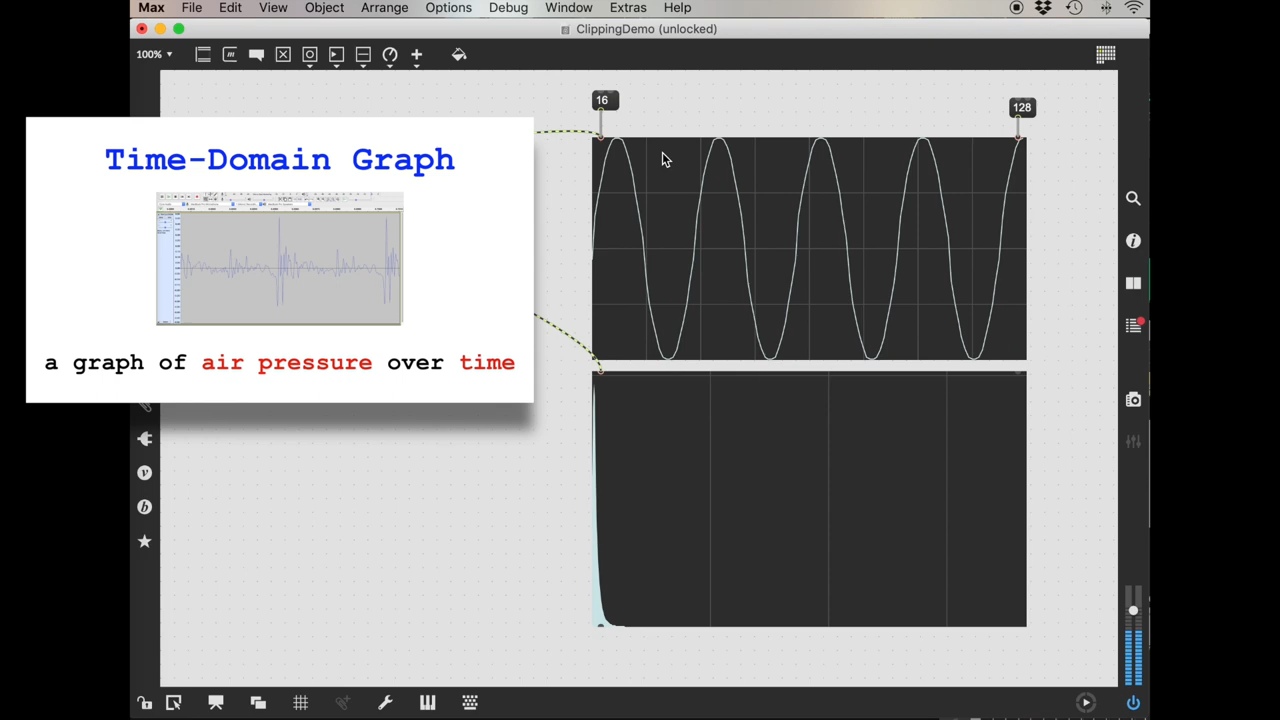 Max File Edit View Object Arrange Options Debug Window Extras Help
ClippingDemo (unlocked)
100%
16
128
Time-Domain Graph
a graph of air pressure over time